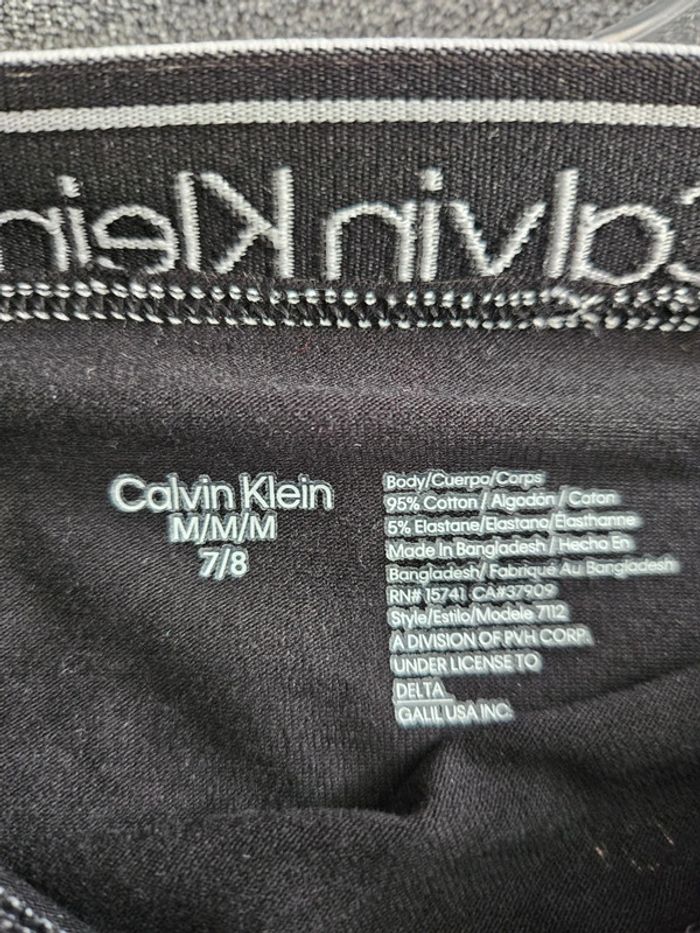 Calvin Klein
Calvin Klein
M/M/M
7/8
Body/Cuerpo/Corps
95% Cotton / Algodón / Coton
5% Elastane/Elastano/Élasthanne
Made In Bangladesh / Hecho En
Bangladesh/ Fabriqué Au Bangladesh
RN# 15741 CA#37909
Style/Estilo/Modele 7112
A DIVISION OF PVH CORP.
UNDER LICENSE TO
DELTA
GALIL USA INC.